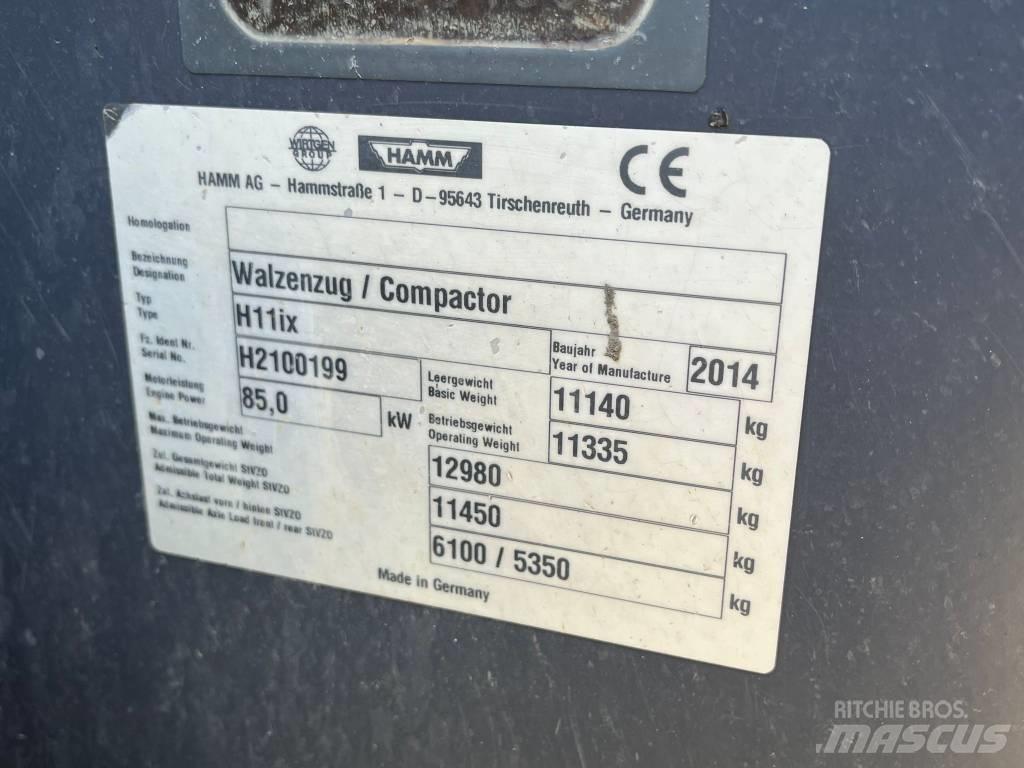 WIRTGEN GROUP
HAMM
CE
HAMM AG – Hammstraße 1 – D–95643 Tirschenreuth – Germany
Homologation
Bezeichnung
Designation
Walzenzug / Compactor
Typ
Type
H11ix
Baujahr
Year of Manufacture
2014
Fz. Ident Nr.
Serial No.
H2100199
Leergewicht
Basic Weight
11140 kg
Motorleistung
Engine Power
85,0 kW
Betriebsgewicht
Operating Weight
11335 kg
Max. Betriebsgewicht
Maximum Operating Weight
12980 kg
Zul. Gesamtgewicht StVZO
Admissible Total Weight StVZO
11450 kg
Zul. Achslast vorn / hinten StVZO
Admissible Axle Load front / rear StVZO
6100 / 5350 kg
Made in Germany
RITCHIE BROS.
MASCUS